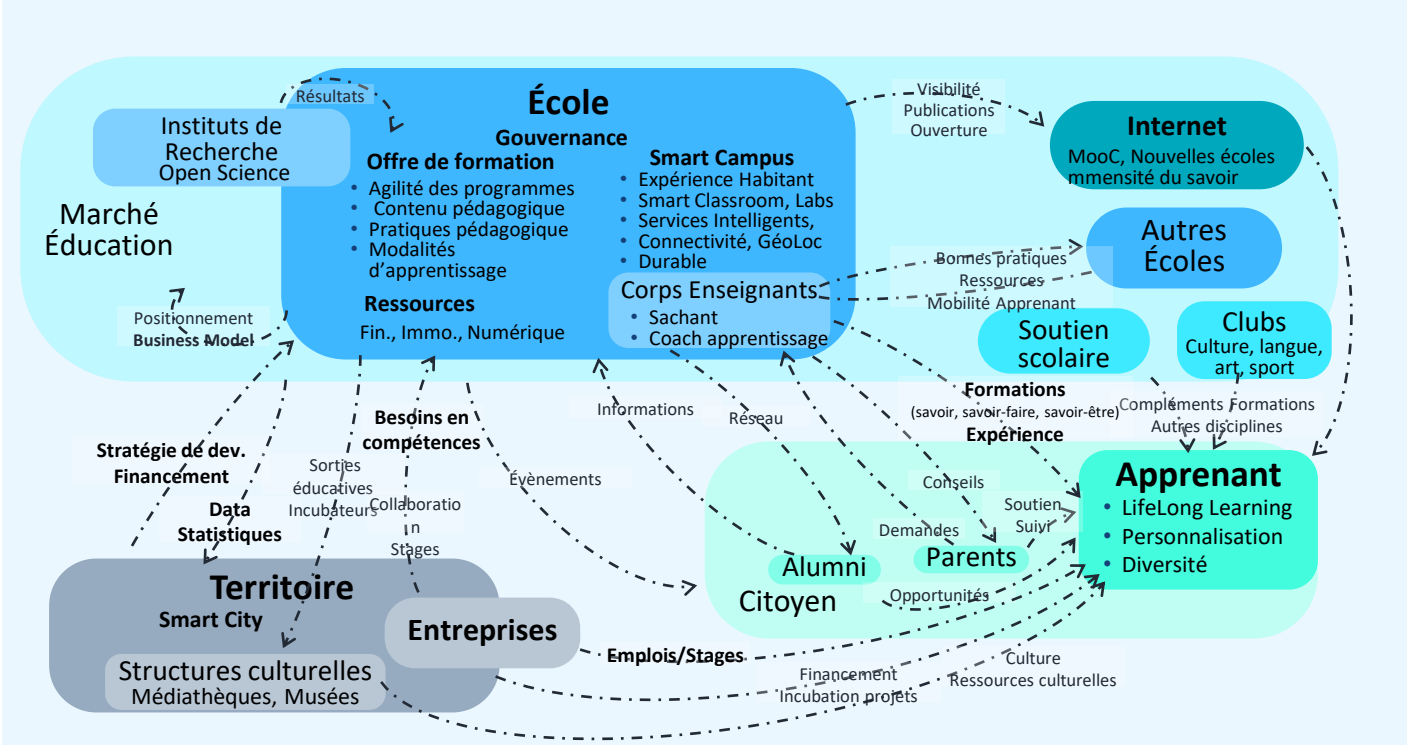 École
Gouvernance
Résultats
Instituts de
Recherche
Open Science
Offre de formation
• Agilité des programmes
• Contenu pédagogique
• Pratiques pédagogique
• Modalités
d’apprentissage
Ressources
Fin., Immo., Numérique
Smart Campus
• Expérience Habitant
• Smart Classroom, Labs
• Services Intelligents,
• Connectivité, GéoLoc
• Durable
Corps Enseignants
• Sachant
• Coach apprentissage
Visibilité
Publications
Ouverture
Internet
MooC, Nouvelles écoles
mmensité du savoir
Marché
Éducation
Autres
Écoles
Bonnes pratiques
Ressources
Mobilité Apprenant
Positionnement
Business Model
Soutien
scolaire
Clubs
Culture, langue,
art, sport
Formations
(savoir, savoir-faire, savoir-être)
Expérience
Compléments Formations
Autres disciplines
Besoins en
compétences
Informations
Réseau
Stratégie de dev.
Financement
Sorties
éducatives
Incubateurs
Collaboratio
n
Stages
Évènements
Data
Statistiques
Conseils
Demandes
Soutien
Suivi
Apprenant
• LifeLong Learning
• Personnalisation
• Diversité
Alumni
Parents
Citoyen
Opportunités
Territoire
Smart City
Entreprises
Structures culturelles
Médiathèques, Musées
Emplois/Stages
Financement
Incubation projets
Culture
Ressources culturelles